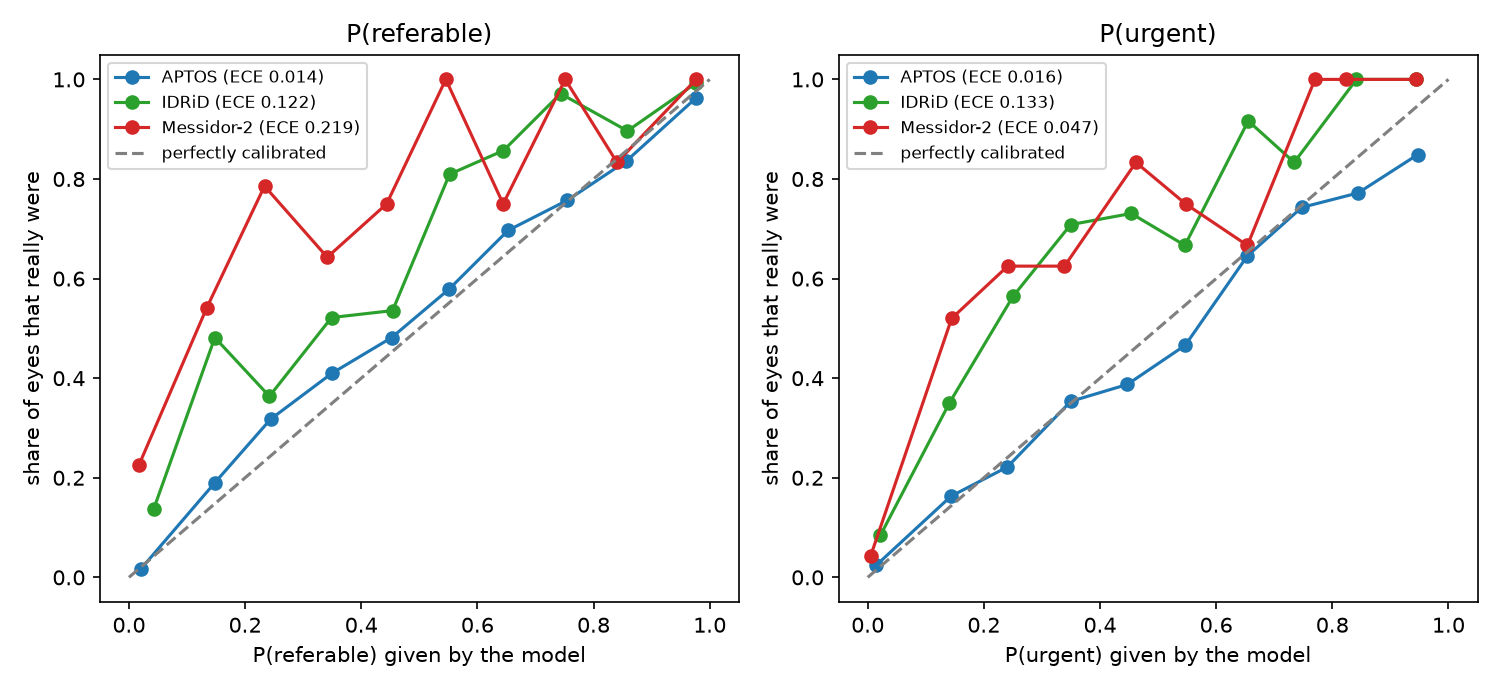 P(referable)
APTOS (ECE 0.014)
IDRiD (ECE 0.122)
Messidor-2 (ECE 0.219)
perfectly calibrated
share of eyes that really were
1.0
0.8
0.6
0.4
0.2
0.0
0.0 0.2 0.4 0.6 0.8 1.0
P(referable) given by the model
P(urgent)
APTOS (ECE 0.016)
IDRiD (ECE 0.133)
Messidor-2 (ECE 0.047)
perfectly calibrated
share of eyes that really were
1.0
0.8
0.6
0.4
0.2
0.0
0.0 0.2 0.4 0.6 0.8 1.0
P(urgent) given by the model